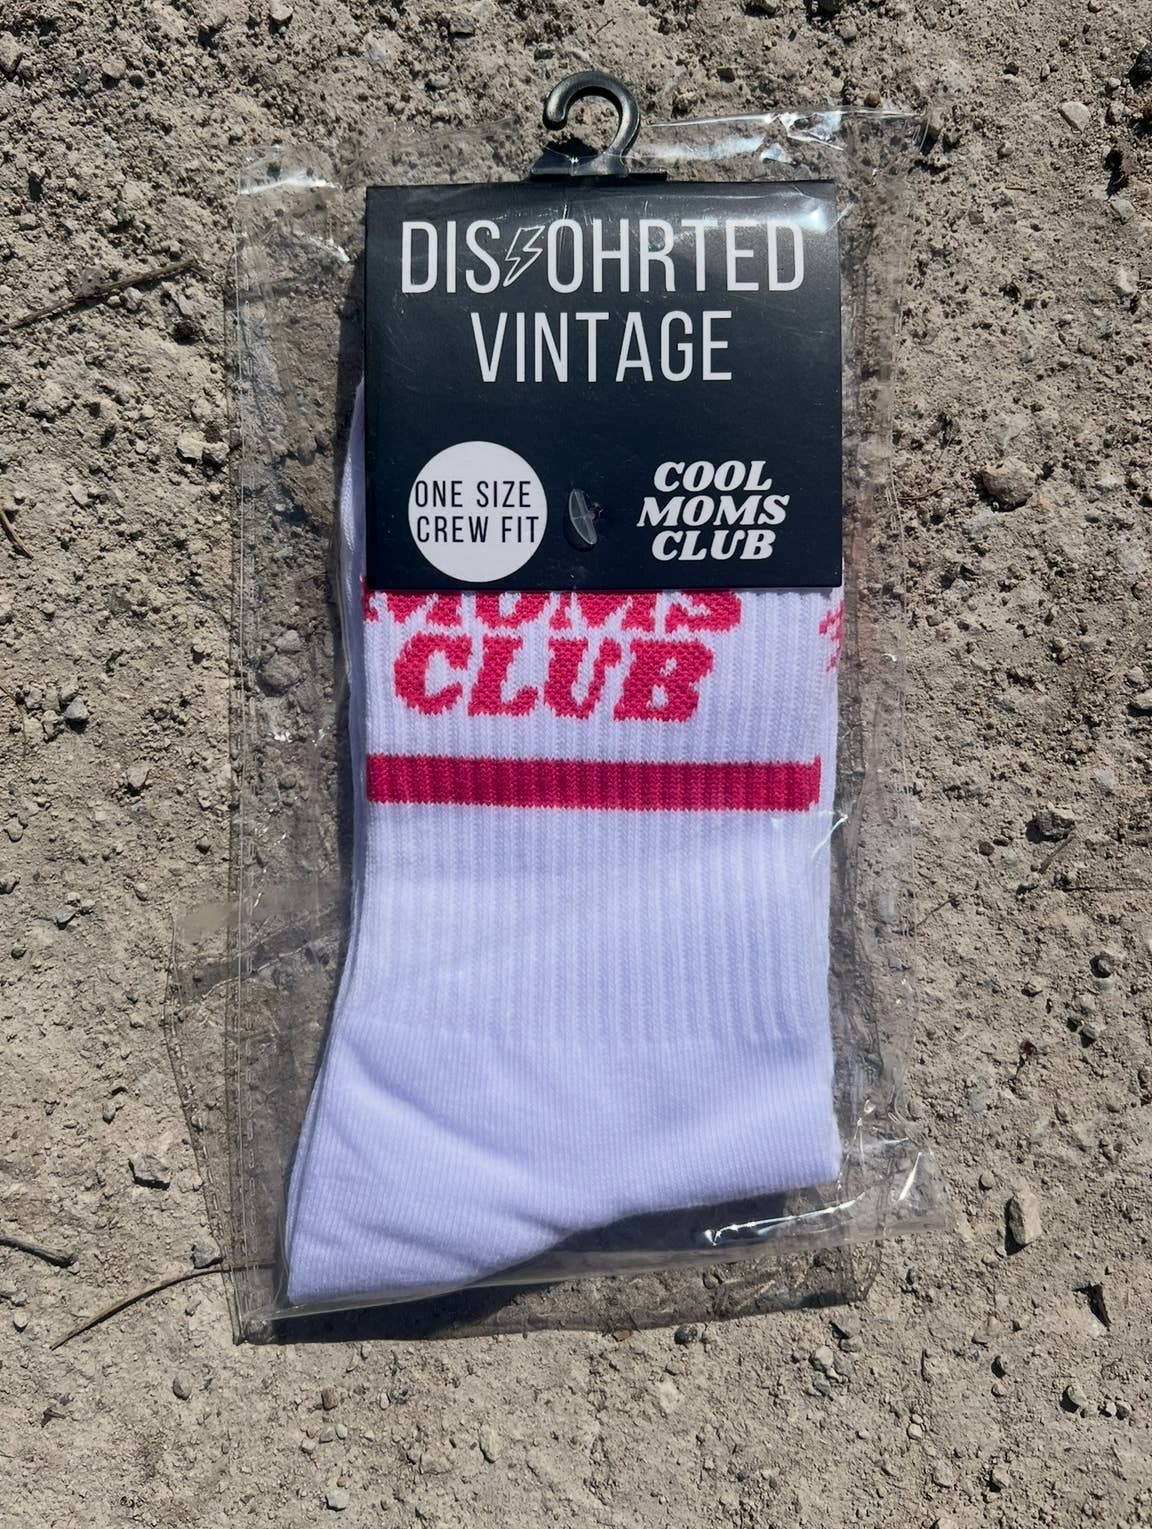 DIS⚡OHRTED
VINTAGE
ONE SIZE
CREW FIT
COOL
MOMS
CLUB
MOMS
CLUB